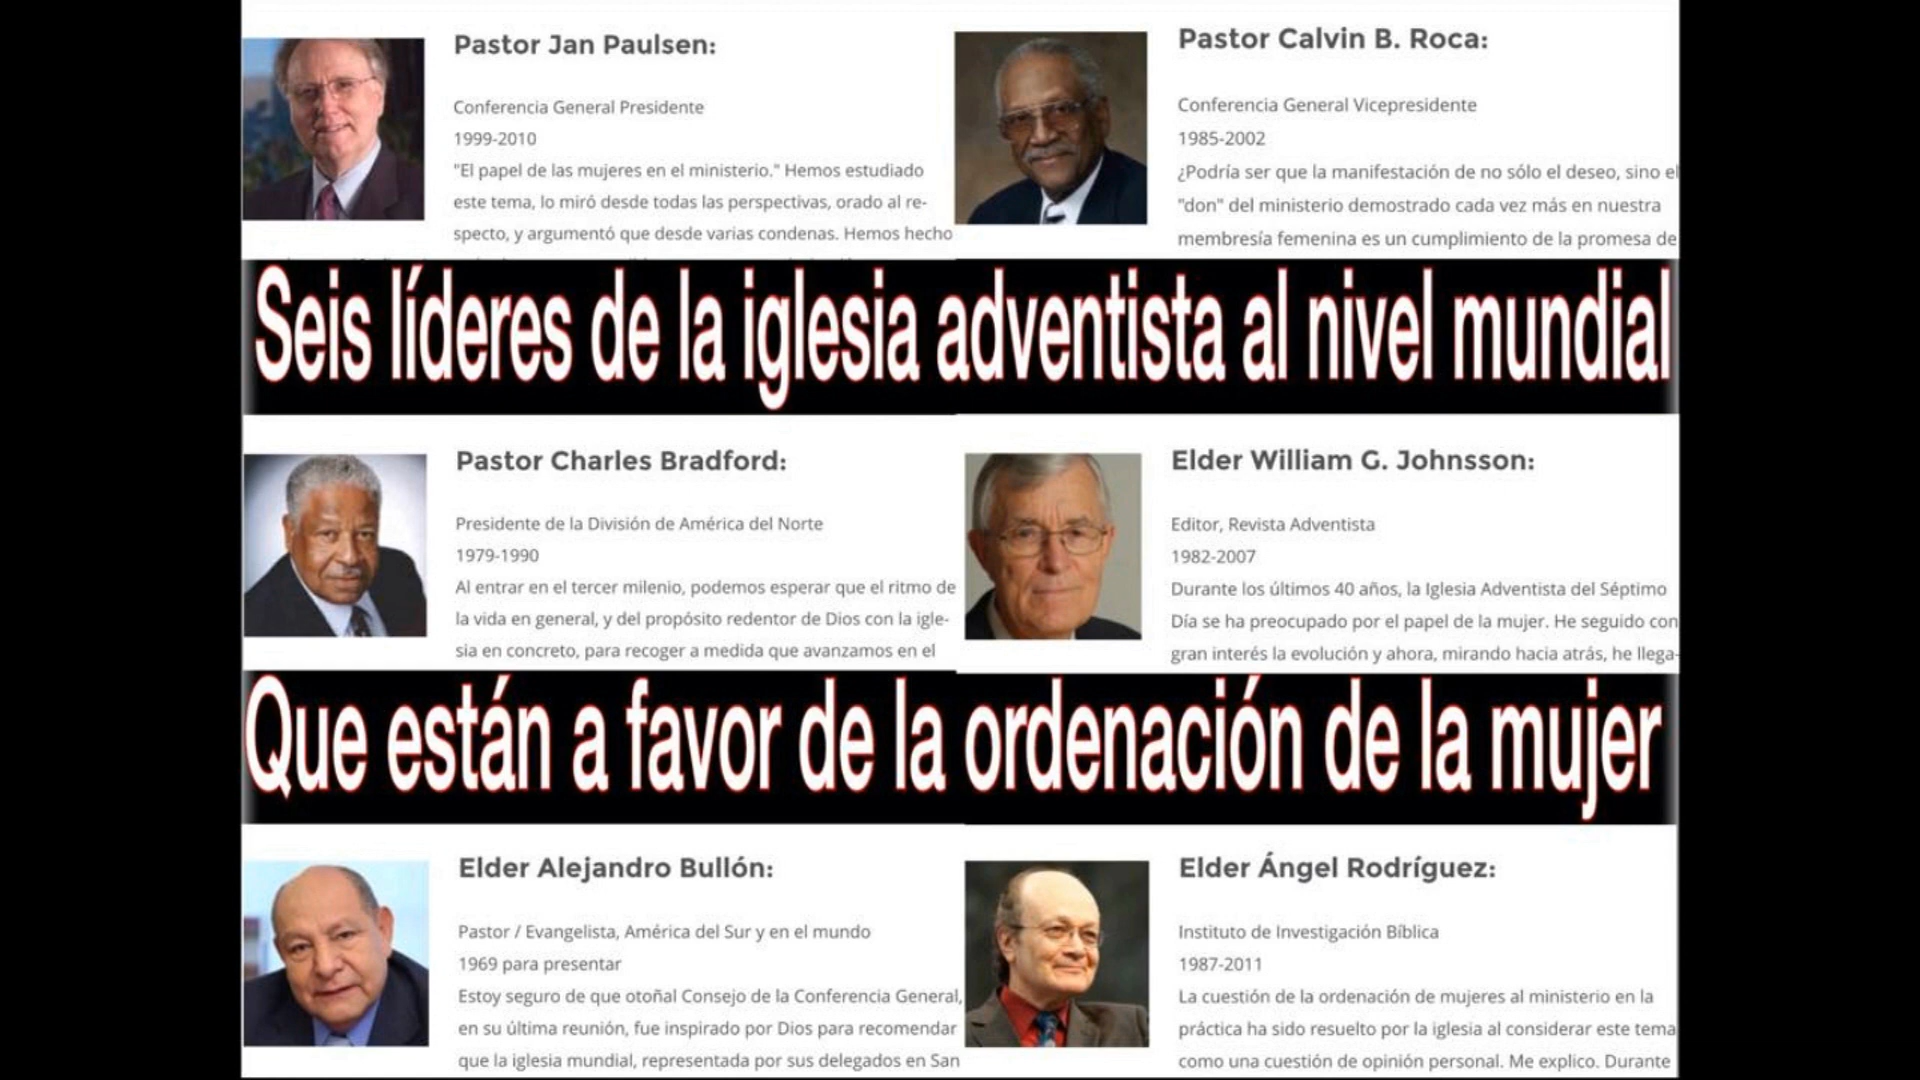 Pastor Jan Paulsen:
Conferencia General Presidente
1999-2010
"El papel de las mujeres en el ministerio." Hemos estudiado
este tema, lo miró desde todas las perspectivas, orado al re-
specto, y argumentó que desde varias condenas. Hemos hecho
Pastor Calvin B. Roca:
Conferencia General Vicepresidente
1985-2002
¿Podría ser que la manifestación de no sólo el deseo, sino el
"don" del ministerio demostrado cada vez más en nuestra
membresía femenina es un cumplimiento de la promesa de
Seis líderes de la iglesia adventista al nivel mundial
Pastor Charles Bradford:
Presidente de la División de América del Norte
1979-1990
Al entrar en el tercer milenio, podemos esperar que el ritmo de
la vida en general, y del propósito redentor de Dios con la igle-
sia en concreto, para recoger a medida que avanzamos en el
Elder William G. Johnsson:
Editor, Revista Adventista
1982-2007
Durante los últimos 40 años, la Iglesia Adventista del Séptimo
Día se ha preocupado por el papel de la mujer. He seguido con
gran interés la evolución y ahora, mirando hacia atrás, he llega-
Que están a favor de la ordenación de la mujer
Elder Alejandro Bullón:
Pastor / Evangelista, América del Sur y en el mundo
1969 para presentar
Estoy seguro de que otoñal Consejo de la Conferencia General,
en su última reunión, fue inspirado por Dios para recomendar
que la iglesia mundial, representada por sus delegados en San
Elder Ángel Rodríguez:
Instituto de Investigación Bíblica
1987-2011
La cuestión de la ordenación de mujeres al ministerio en la
práctica ha sido resuelto por la iglesia al considerar este tema
como una cuestión de opinión personal. Me explico. Durante